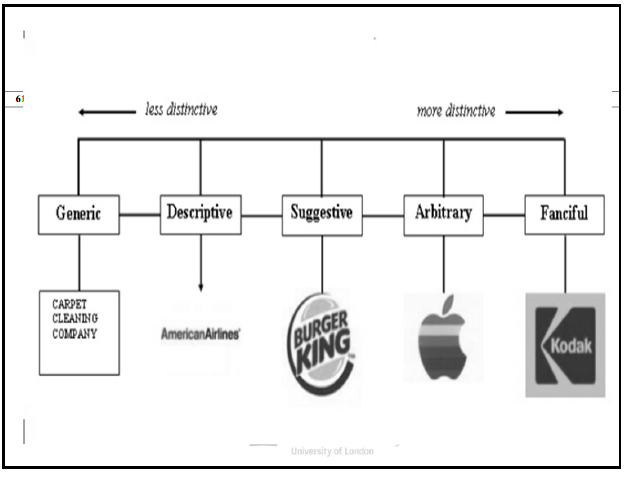 61
less distinctive
more distinctive
Generic
Descriptive
Suggestive
Arbitrary
Fanciful
CARPET
CLEANING
COMPANY
AmericanAirlines'
BURGER
KING
Kodak
University of London